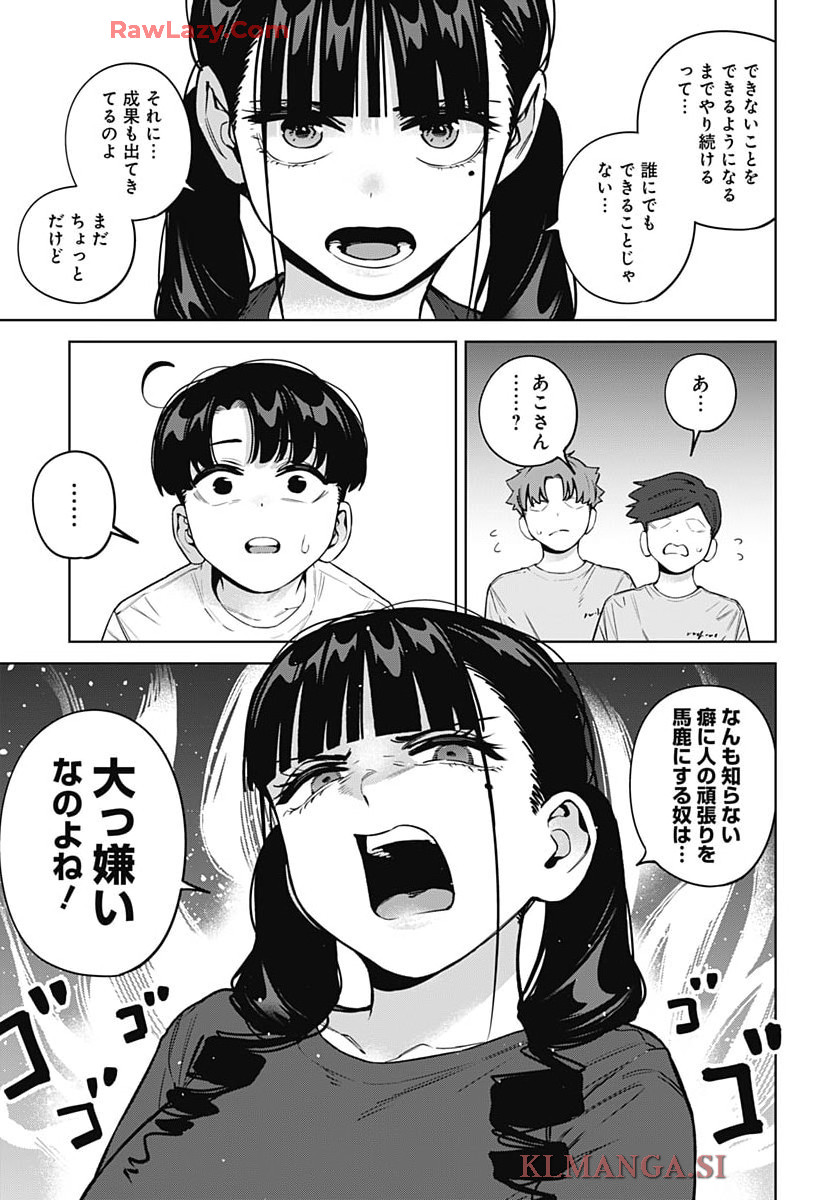 RawLazy.Com
できないことを
できるようになる
までやり続ける
って…
誰にでも
できることじゃ
ない…
それに…
成果も出てき
てるのよ
まだ
ちょっと
だけど
あ…
あこさん
……?
……
なんも知らない
癖に人の頑張りを
馬鹿にする奴は…
大っ嫌い
なのよね!
ゴゴゴ
ゴゴゴ
KLMANGA.SI